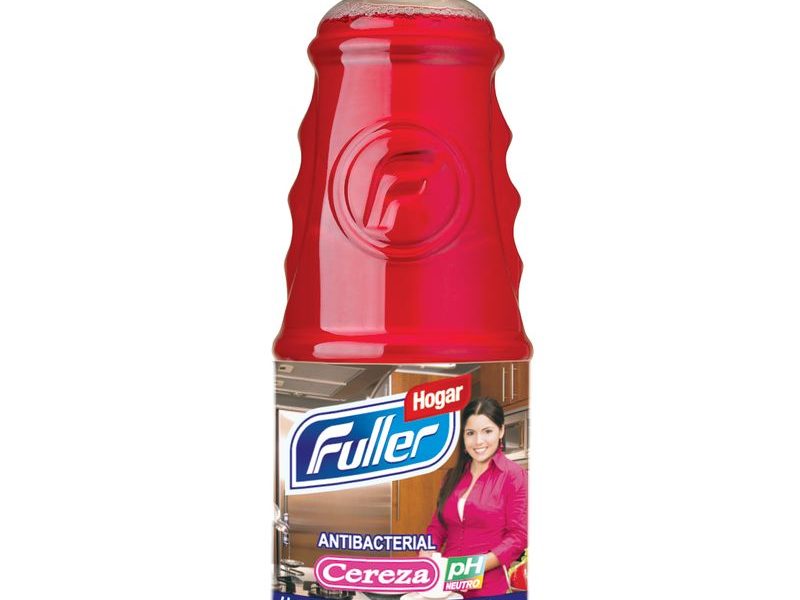 F
Hogar
Fuller
ANTIBACTERIAL
Cereza
pH
NEUTRO